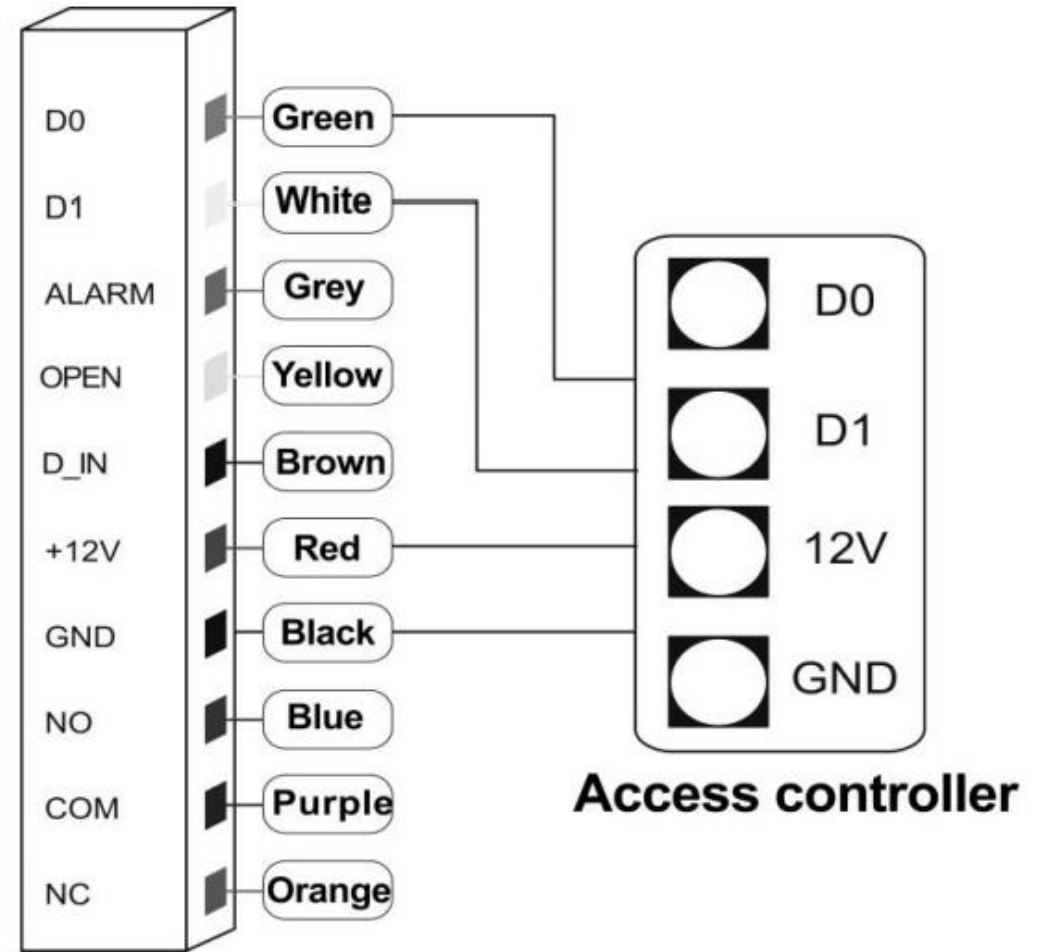 D0 Green
D1 White
ALARM Grey
OPEN Yellow
D_IN Brown
+12V Red
GND Black
NO Blue
COM Purple
NC Orange
D0
D1
12V
GND
Access controller